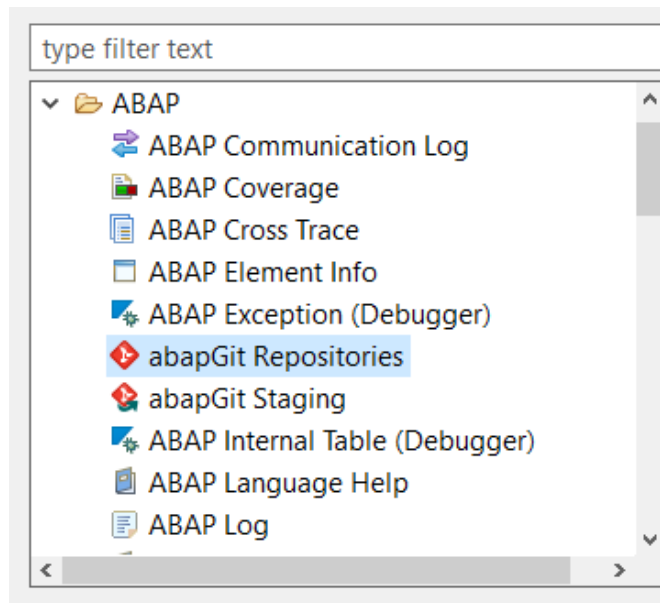 type filter text
ABAP
ABAP Communication Log
ABAP Coverage
ABAP Cross Trace
ABAP Element Info
ABAP Exception (Debugger)
abapGit Repositories
abapGit Staging
ABAP Internal Table (Debugger)
ABAP Language Help
ABAP Log